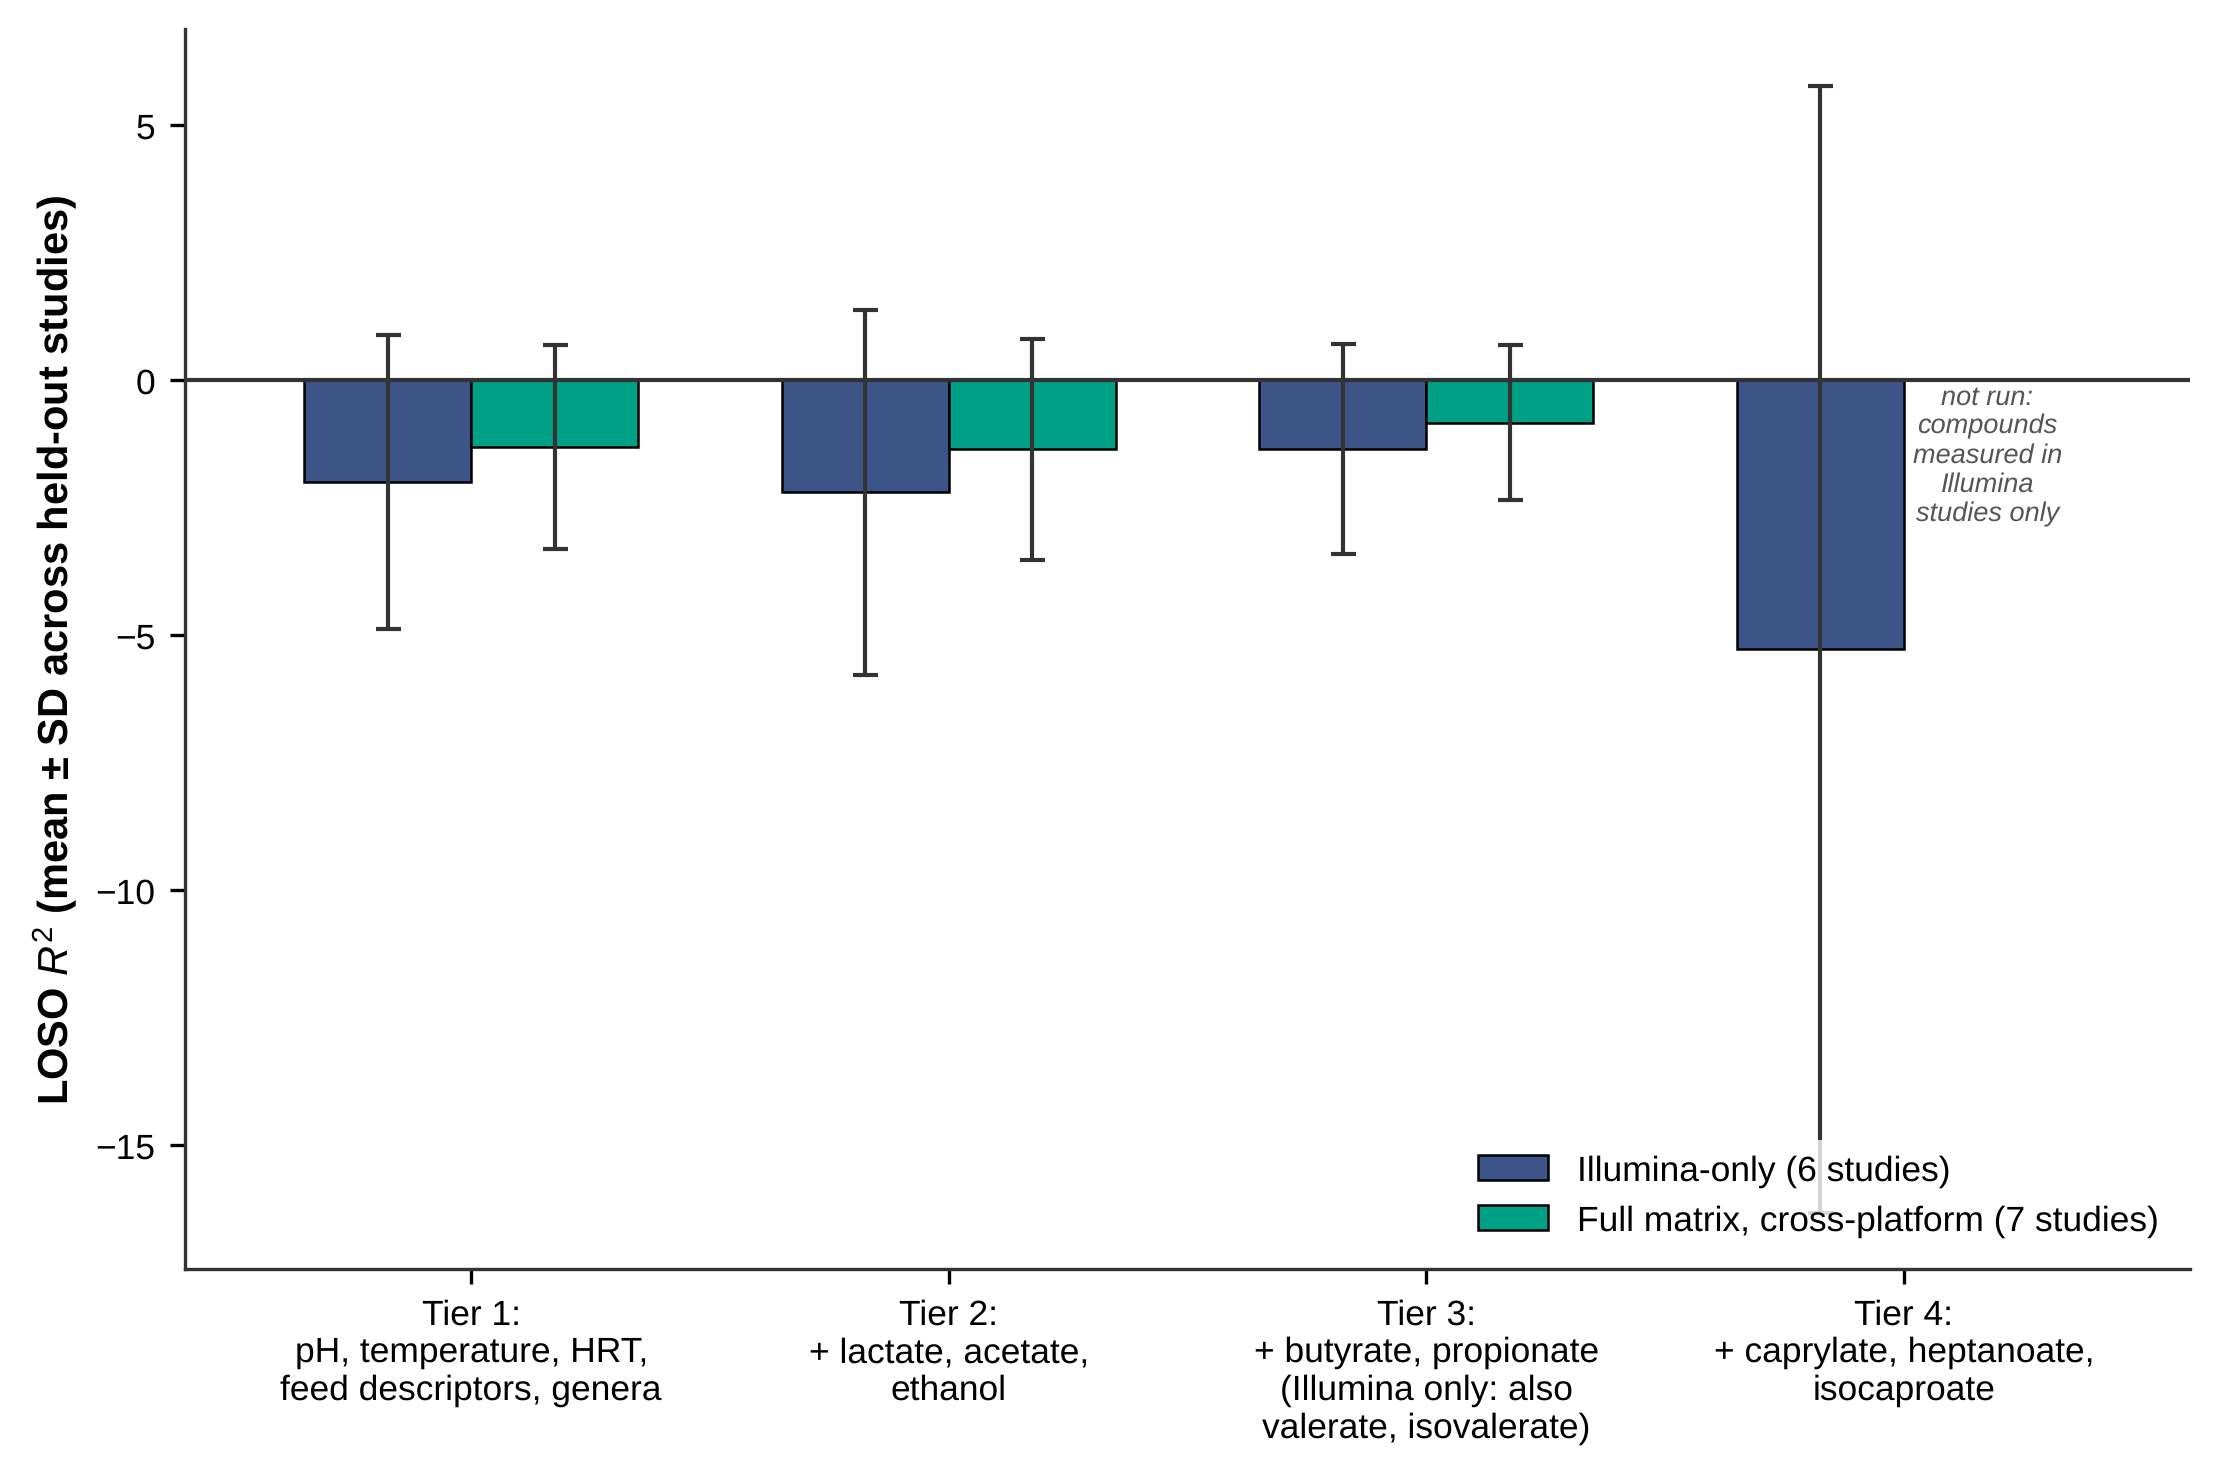 LOSO R² (mean ± SD across held-out studies)
5
0
−5
−10
−15
not run:
compounds
measured in
Illumina
studies only
Illumina-only (6 studies)
Full matrix, cross-platform (7 studies)
Tier 1:
pH, temperature, HRT,
feed descriptors, genera
Tier 2:
+ lactate, acetate,
ethanol
Tier 3:
+ butyrate, propionate
(Illumina only: also
valerate, isovalerate)
Tier 4:
+ caprylate, heptanoate,
isocaproate